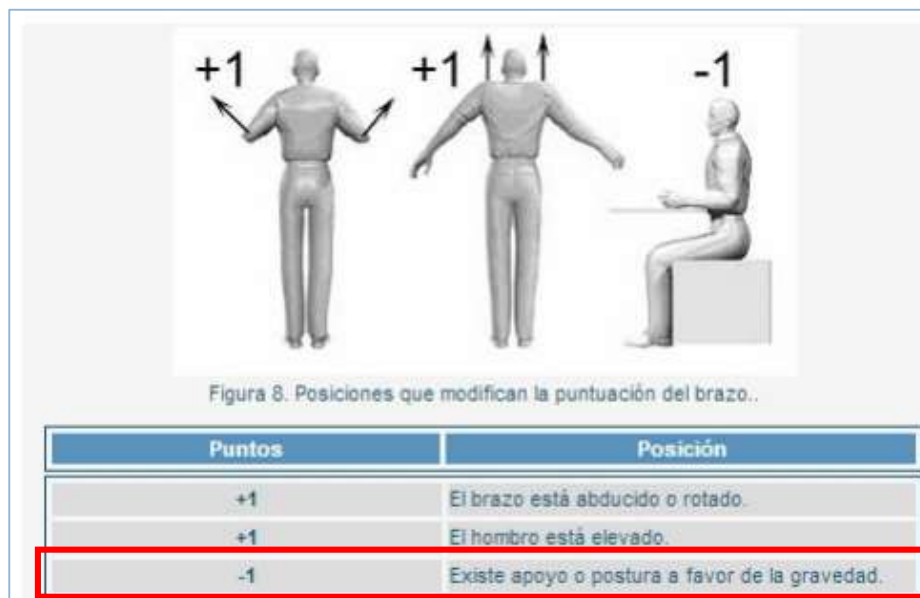 +1 +1 -1
Figura 8. Posiciones que modifican la puntuación del brazo..
Puntos Posición
+1 El brazo está abducido o rotado.
+1 El hombro está elevado.
-1 Existe apoyo o postura a favor de la gravedad.